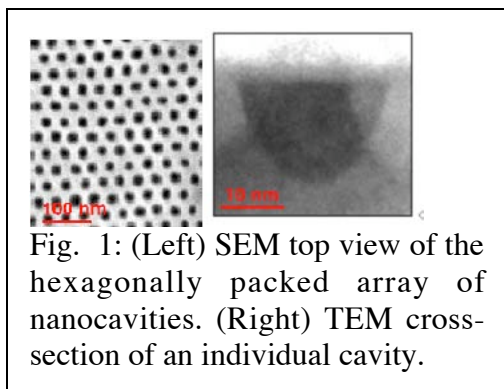 100 nm
nm
Fig. 1: (Left) SEM top view of the
hexagonally packed array of
nanocavities. (Right) TEM cross-
section of an individual cavity.